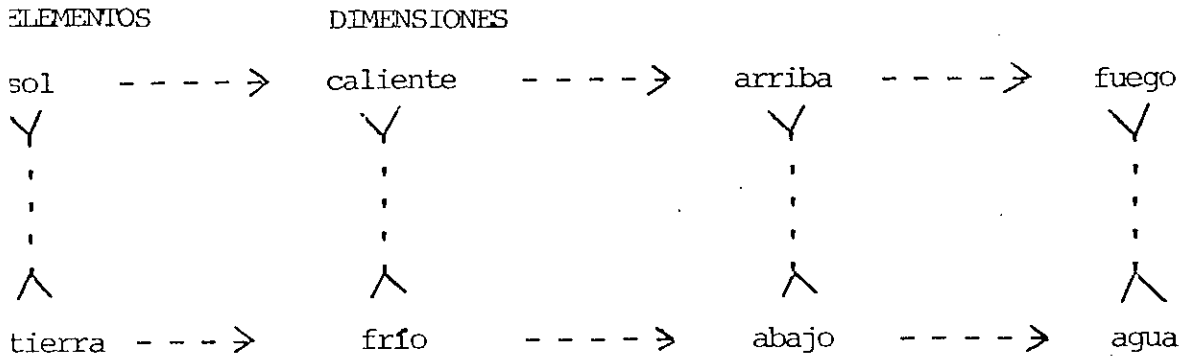 ELEMENTOS DIMENSIONES
sol caliente arriba fuego
tierra frío abajo agua